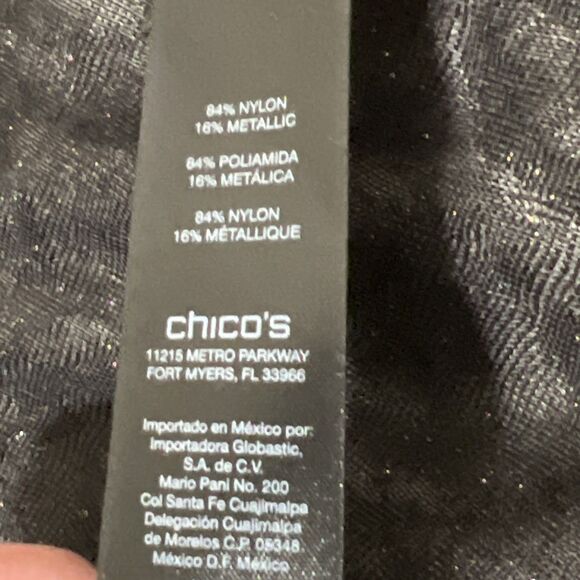 84% NYLON
16% METALLIC
84% POLIAMIDA
16% METÁLICA
84% NYLON
16% MÉTALLIQUE
chico's
11215 METRO PARKWAY
FORT MYERS, FL 33966
Importado en México por:
Importadora Globastic,
S.A. de C.V.
Mario Pani No. 200
Col Santa Fe Cuajimalpa
Delegación Cuajimalpa
de Morelos C.P. 05348
México D.F. México